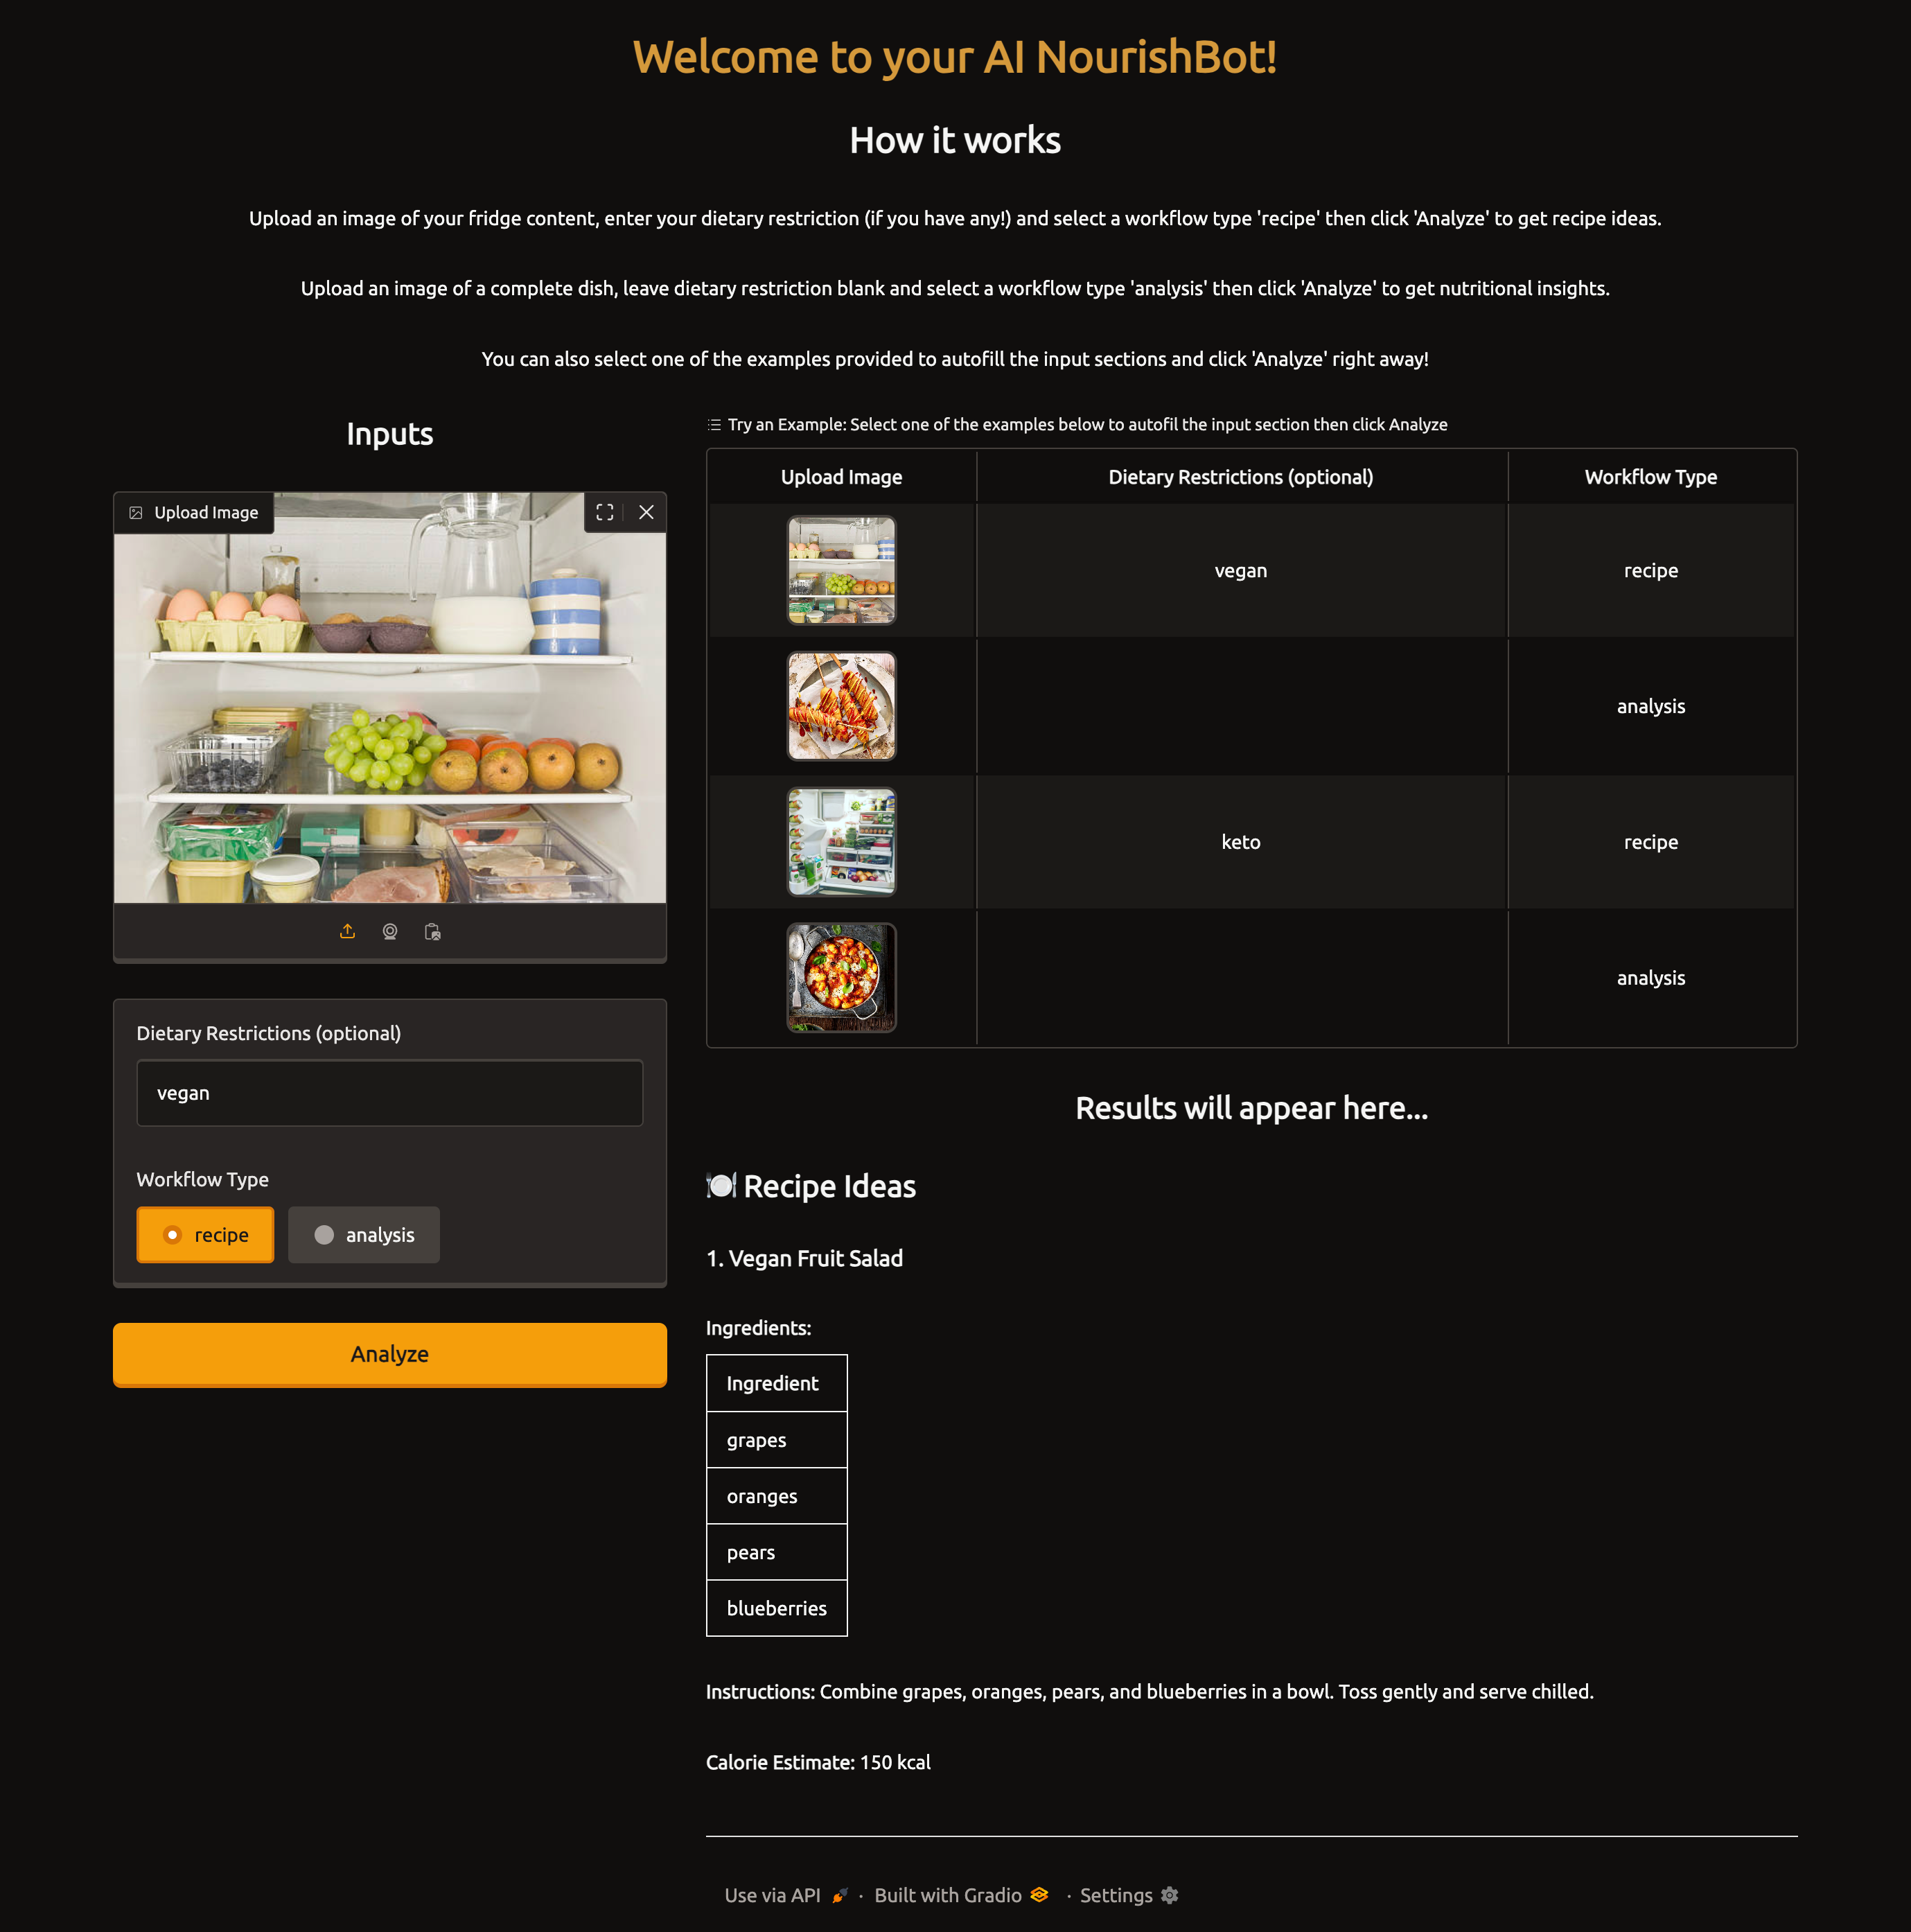 Welcome to your AI NourishBot!
How it works
Upload an image of your fridge content, enter your dietary restriction (if you have any!) and select a workflow type 'recipe' then click 'Analyze' to get recipe ideas.
Upload an image of a complete dish, leave dietary restriction blank and select a workflow type 'analysis' then click 'Analyze' to get nutritional insights.
You can also select one of the examples provided to autofill the input sections and click 'Analyze' right away!
Inputs
Upload Image
Dietary Restrictions (optional)
vegan
Workflow Type
recipe analysis
Analyze
Try an Example: Select one of the examples below to autofil the input section then click Analyze
Upload Image Dietary Restrictions (optional) Workflow Type
vegan recipe
analysis
keto recipe
analysis
Results will appear here...
🍽️ Recipe Ideas
1. Vegan Fruit Salad
Ingredients:
Ingredient
grapes
oranges
pears
blueberries
Instructions: Combine grapes, oranges, pears, and blueberries in a bowl. Toss gently and serve chilled.
Calorie Estimate: 150 kcal
Use via API · Built with Gradio · Settings